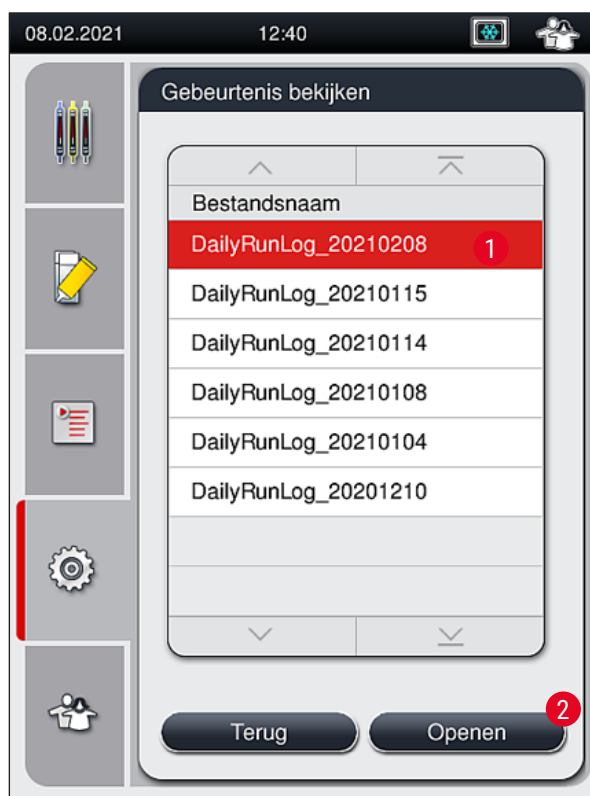 08.02.2021 12:40
Gebeurtenis bekijken
Bestandsnaam
DailyRunLog_20210208 1
DailyRunLog_20210115
DailyRunLog_20210114
DailyRunLog_20210108
DailyRunLog_20210104
DailyRunLog_20201210
2
Terug Openen